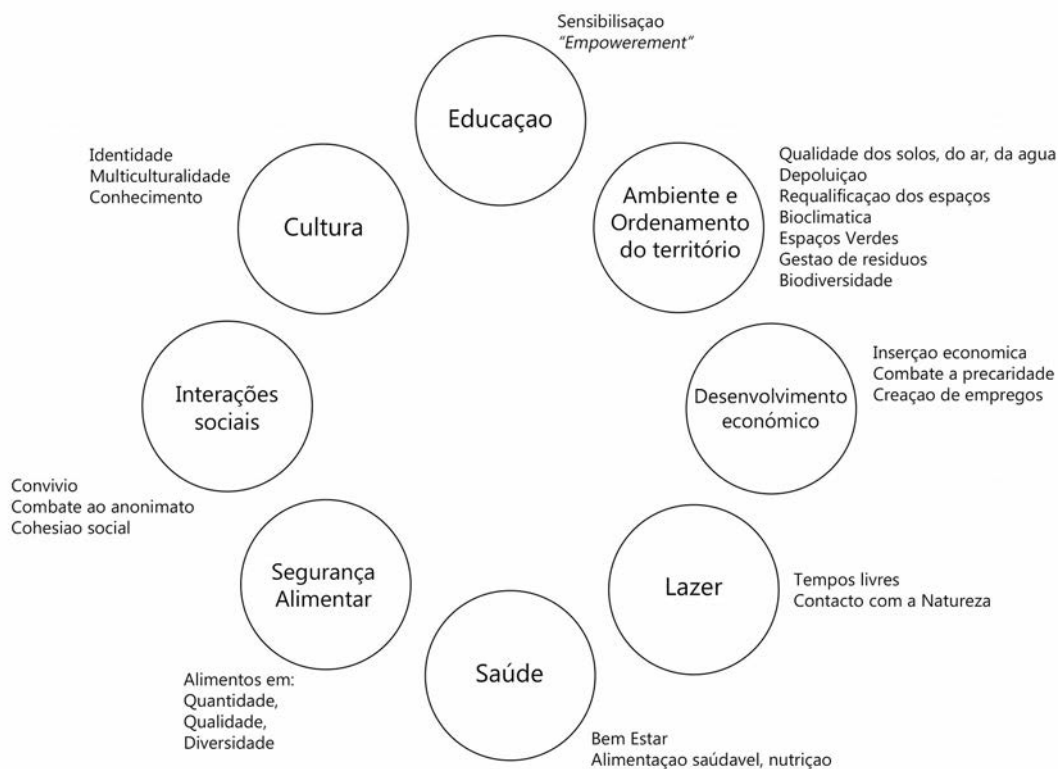 Sensibilisaçao
"Empowerement"
Educaçao
Identidade
Multiculturalidade
Conhecimento
Cultura
Ambiente e
Ordenamento
do território
Qualidade dos solos, do ar, da agua
Depoluiçao
Requalificaçao dos espaços
Bioclimatica
Espaços Verdes
Gestao de residuos
Biodiversidade
Interações
sociais
Desenvolvimento
económico
Inserçao economica
Combate a precaridade
Creaçao de empregos
Convivio
Combate ao anonimato
Cohesiao social
Segurança
Alimentar
Lazer
Tempos livres
Contacto com a Natureza
Alimentos em:
Quantidade,
Qualidade,
Diversidade
Saúde
Bem Estar
Alimentaçao saúdavel, nutriçao